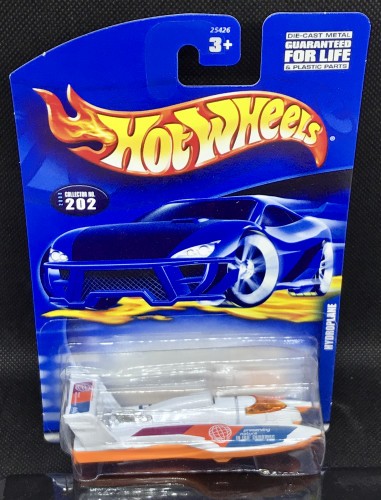 25426
3+
DIE-CAST METAL
GUARANTEED
FOR LIFE
& PLASTIC PARTS
HOT WHEELS
®
COLLECTOR NO.
202
HYDROPLANE